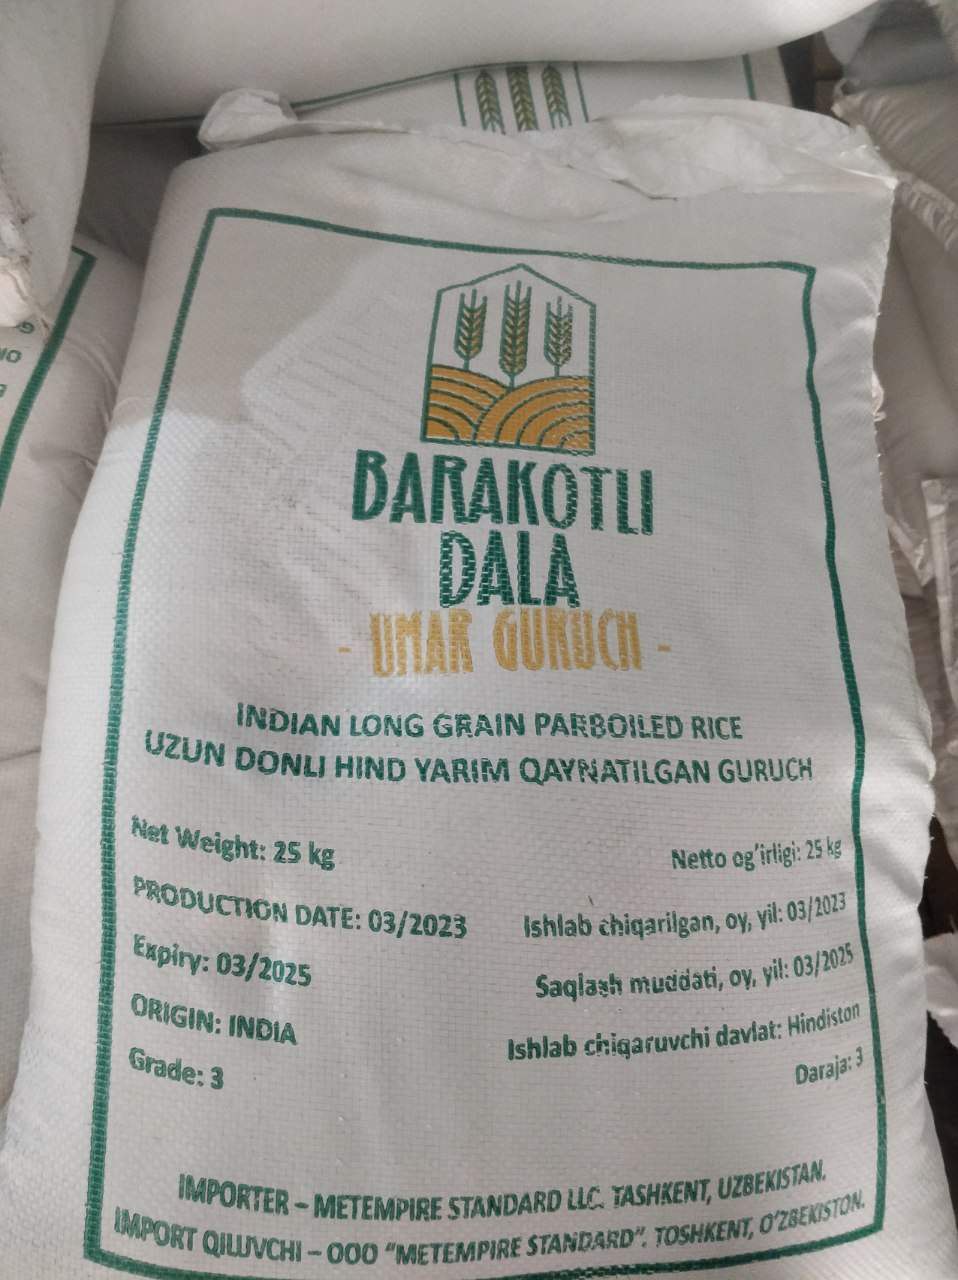 BARAKOTLI
DALA
- UMAR GURUCH -
INDIAN LONG GRAIN PARBOILED RICE
UZUN DONLI HIND YARIM QAYNATILGAN GURUCH
Net Weight: 25 kg
Netto og'irligi: 25 kg
PRODUCTION DATE: 03/2023
Ishlab chiqarilgan, oy, yil: 03/2023
Expiry: 03/2025
Saqlash muddati, oy, yil: 03/2025
ORIGIN: INDIA
Ishlab chiqaruvchi davlat: Hindiston
Grade: 3
Daraja: 3
IMPORTER – METEMPIRE STANDARD LLC. TASHKENT, UZBEKISTAN.
IMPORT QILUVCHI – OOO "METEMPIRE STANDARD". TOSHKENT, O'ZBEKISTON.